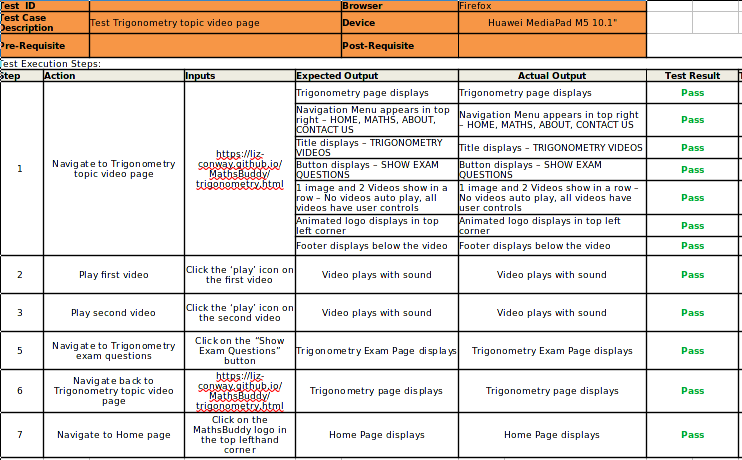 est ID Browser Firefox
est Case
escription Test Trigonometry topic video page Device Huawei MediaPad M5 10.1"
re-Requisite Post-Requisite
est Execution Steps:
tep Action Inputs Expected Output Actual Output Test Result
1
Navigate to Trigonometry
topic video page
https://liz-
conway.github.io/
MathsBuddy/
trigonometry.html
Trigonometry page displays
Trigonometry page displays
Pass
Navigation Menu appears in top
right – HOME, MATHS, ABOUT,
CONTACT US
Navigation Menu appears in top right
– HOME, MATHS, ABOUT, CONTACT US
Pass
Title displays – TRIGONOMETRY
VIDEOS
Title displays – TRIGONOMETRY VIDEOS
Pass
Button displays – SHOW EXAM
QUESTIONS
Button displays – SHOW EXAM
QUESTIONS
Pass
1 image and 2 Videos show in a
row – No videos auto play, all
videos have user controls
1 image and 2 Videos show in a row –
No videos auto play, all videos have
user controls
Pass
Animated logo displays in top
left corner
Animated logo displays in top left
corner
Pass
Footer displays below the video
Footer displays below the video
Pass
2
Play first video
Click the ‘play’ icon on
the first video
Video plays with sound
Video plays with sound
Pass
3
Play second video
Click the ‘play’ icon on
the second video
Video plays with sound
Video plays with sound
Pass
5
Navigate to Trigonometry
exam questions
Click on the “Show
Exam Questions”
button
Trigonometry Exam Page displays
Trigonometry Exam Page displays
Pass
6
Navigate back to
Trigonometry topic video
page
https://liz-
conway.github.io/
MathsBuddy/
trigonometry.html
Trigonometry page displays
Trigonometry page displays
Pass
7
Navigate to Home page
Click on the
MathsBuddy logo in
the top lefthand
corner
Home Page displays
Home Page displays
Pass